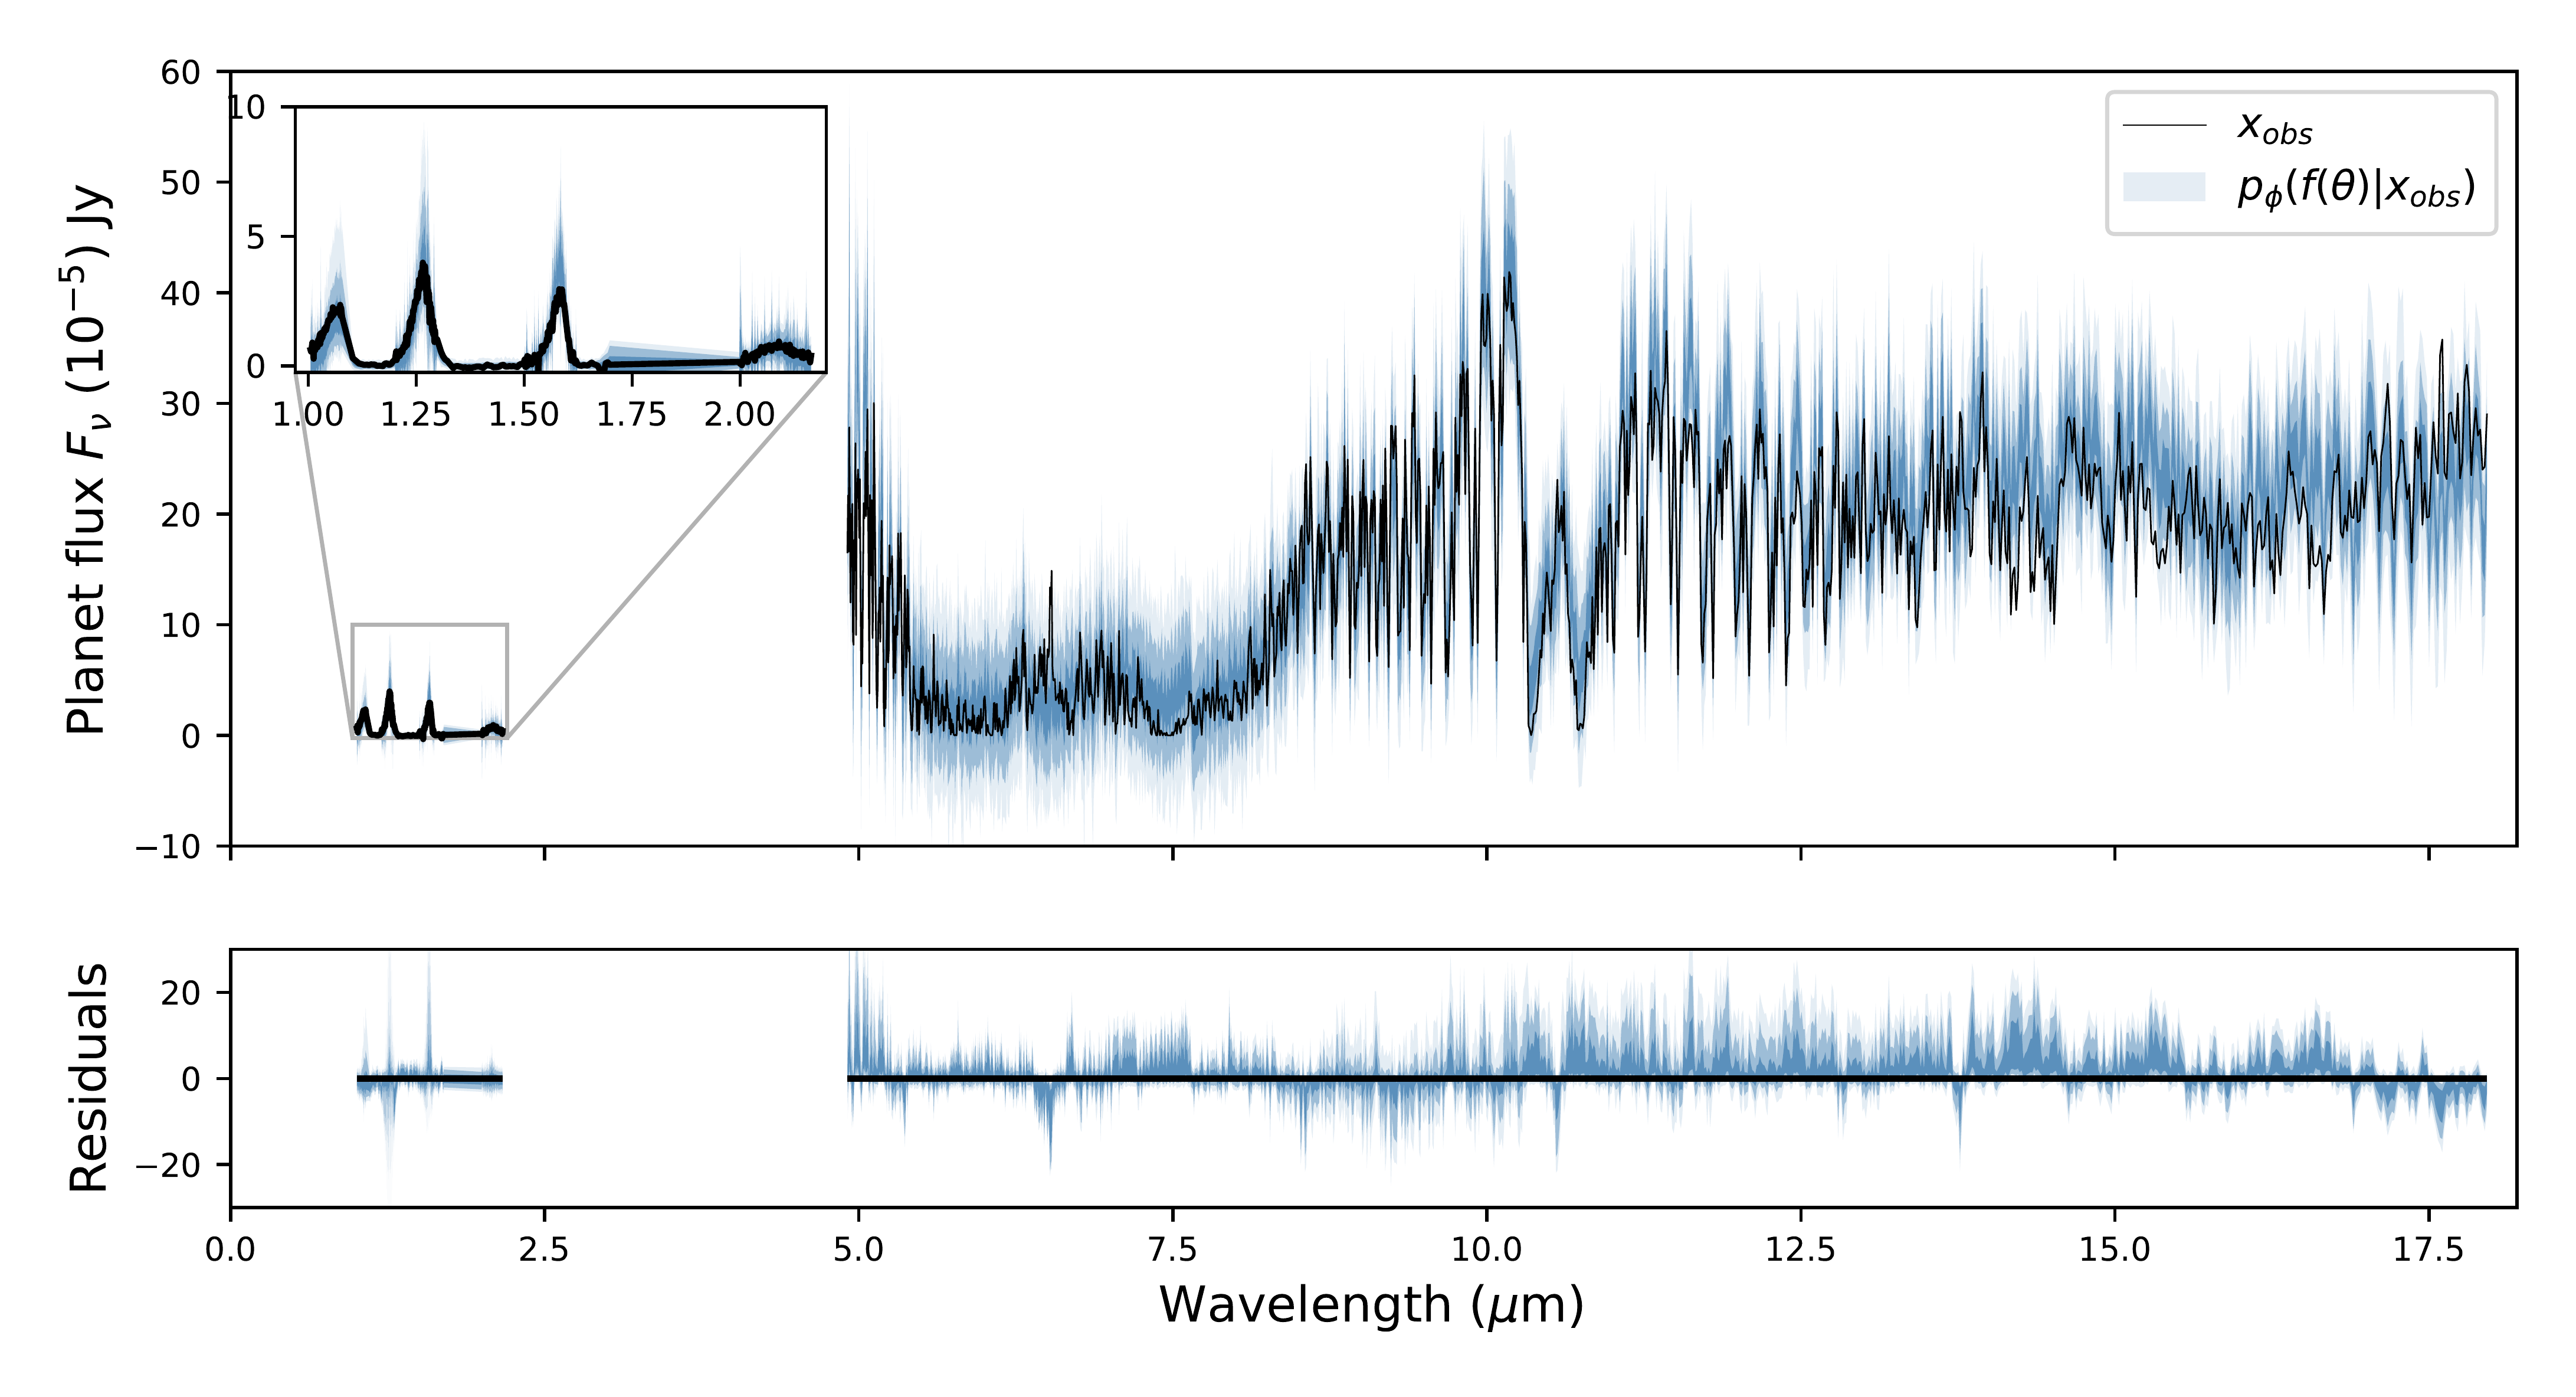 Planet flux Fν (10⁻⁵) Jy
60
50
40
30
20
10
0
−10
10
5
0
1.00 1.25 1.50 1.75 2.00
x_obs
p_ϕ(f(θ)|x_obs)
Residuals
20
0
−20
0.0 2.5 5.0 7.5 10.0 12.5 15.0 17.5
Wavelength (μm)